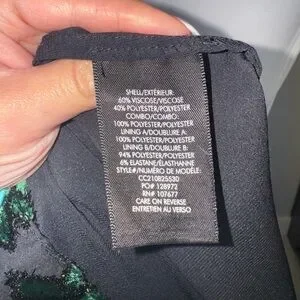 SHELL/EXTÉRIEUR:
60% VISCOSE/VISCOSE
40% POLYESTER/POLYESTER
COMBO/COMBO:
100% POLYESTER/POLYESTER
LINING A/DOUBLURE A:
100% POLYESTER/POLYESTER
LINING B/DOUBLURE B:
94% POLYESTER/POLYESTER
6% ELASTANE/ÉLASTHANNE
STYLE#/NUMÉRO DE MODÈLE:
CC210B25530
PO# 128972
RN# 107677
CARE ON REVERSE
ENTRETIEN AU VERSO